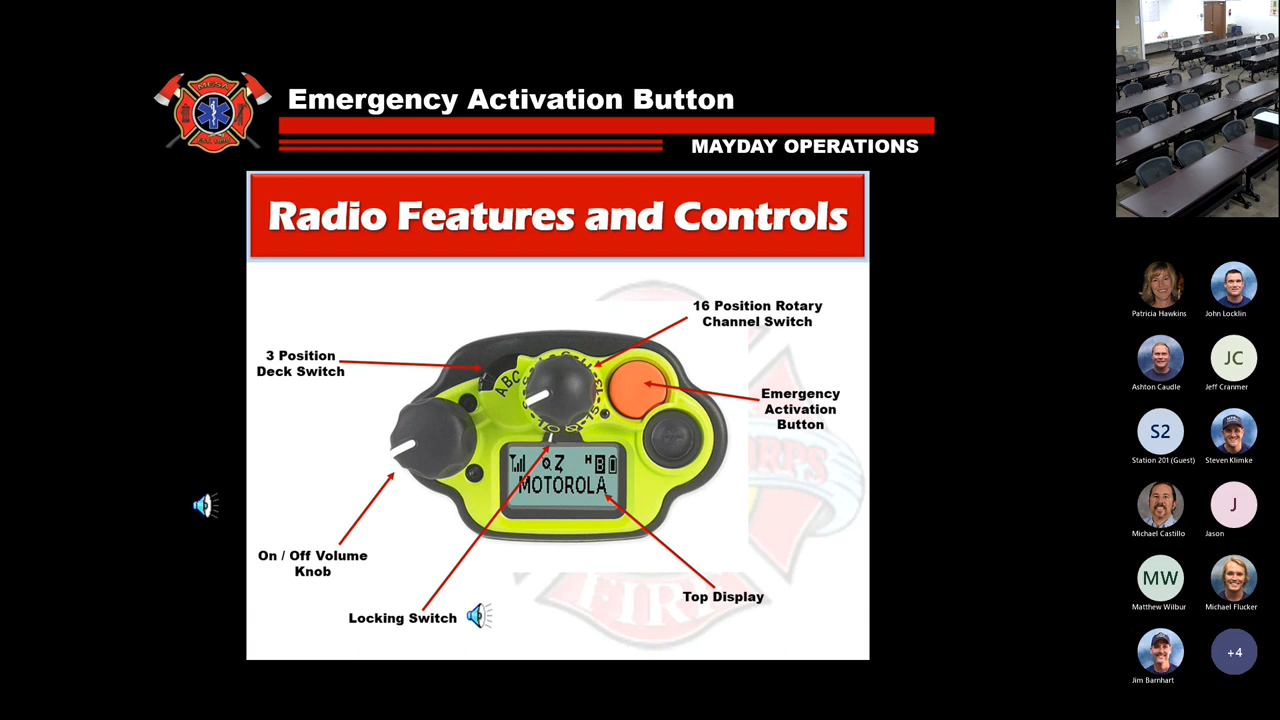 Emergency Activation Button
MAYDAY OPERATIONS
Radio Features and Controls
16 Position Rotary
Channel Switch
3 Position
Deck Switch
Emergency
Activation
Button
ABC
MOTOROLA
On / Off Volume
Knob
Top Display
Locking Switch
FIRE
Patricia Hawkins
John Locklin
JC
Ashton Caudle
Jeff Cranmer
S2
Station 201 (Guest)
Steven Klimke
J
Michael Castillo
Jason
MW
Matthew Wilbur
Michael Flucker
+4
Jim Barnhart